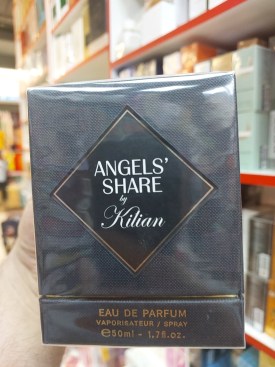 ANGELS'
SHARE
by
Kilian
EAU DE PARFUM
VAPORISATEUR / SPRAY
℮50ml - 1,7fl.oz.